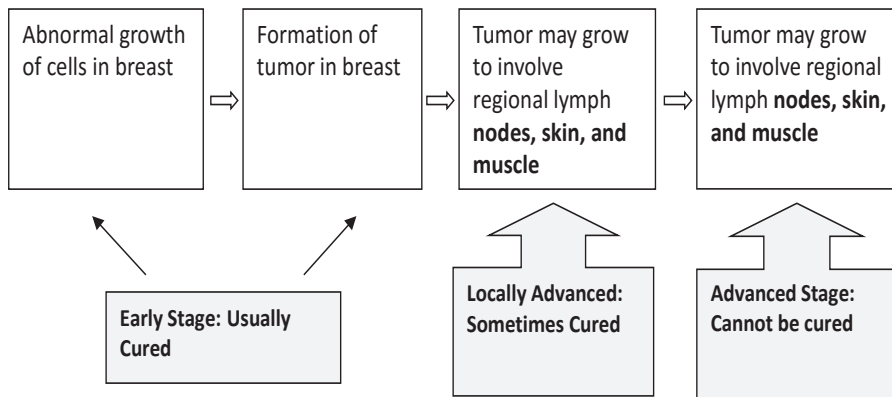 Abnormal growth
of cells in breast
Formation of
tumor in breast
Tumor may grow
to involve
regional lymph
nodes, skin, and
muscle
Tumor may grow
to involve regional
lymph nodes, skin,
and muscle
Early Stage: Usually
Cured
Locally Advanced:
Sometimes Cured
Advanced Stage:
Cannot be cured